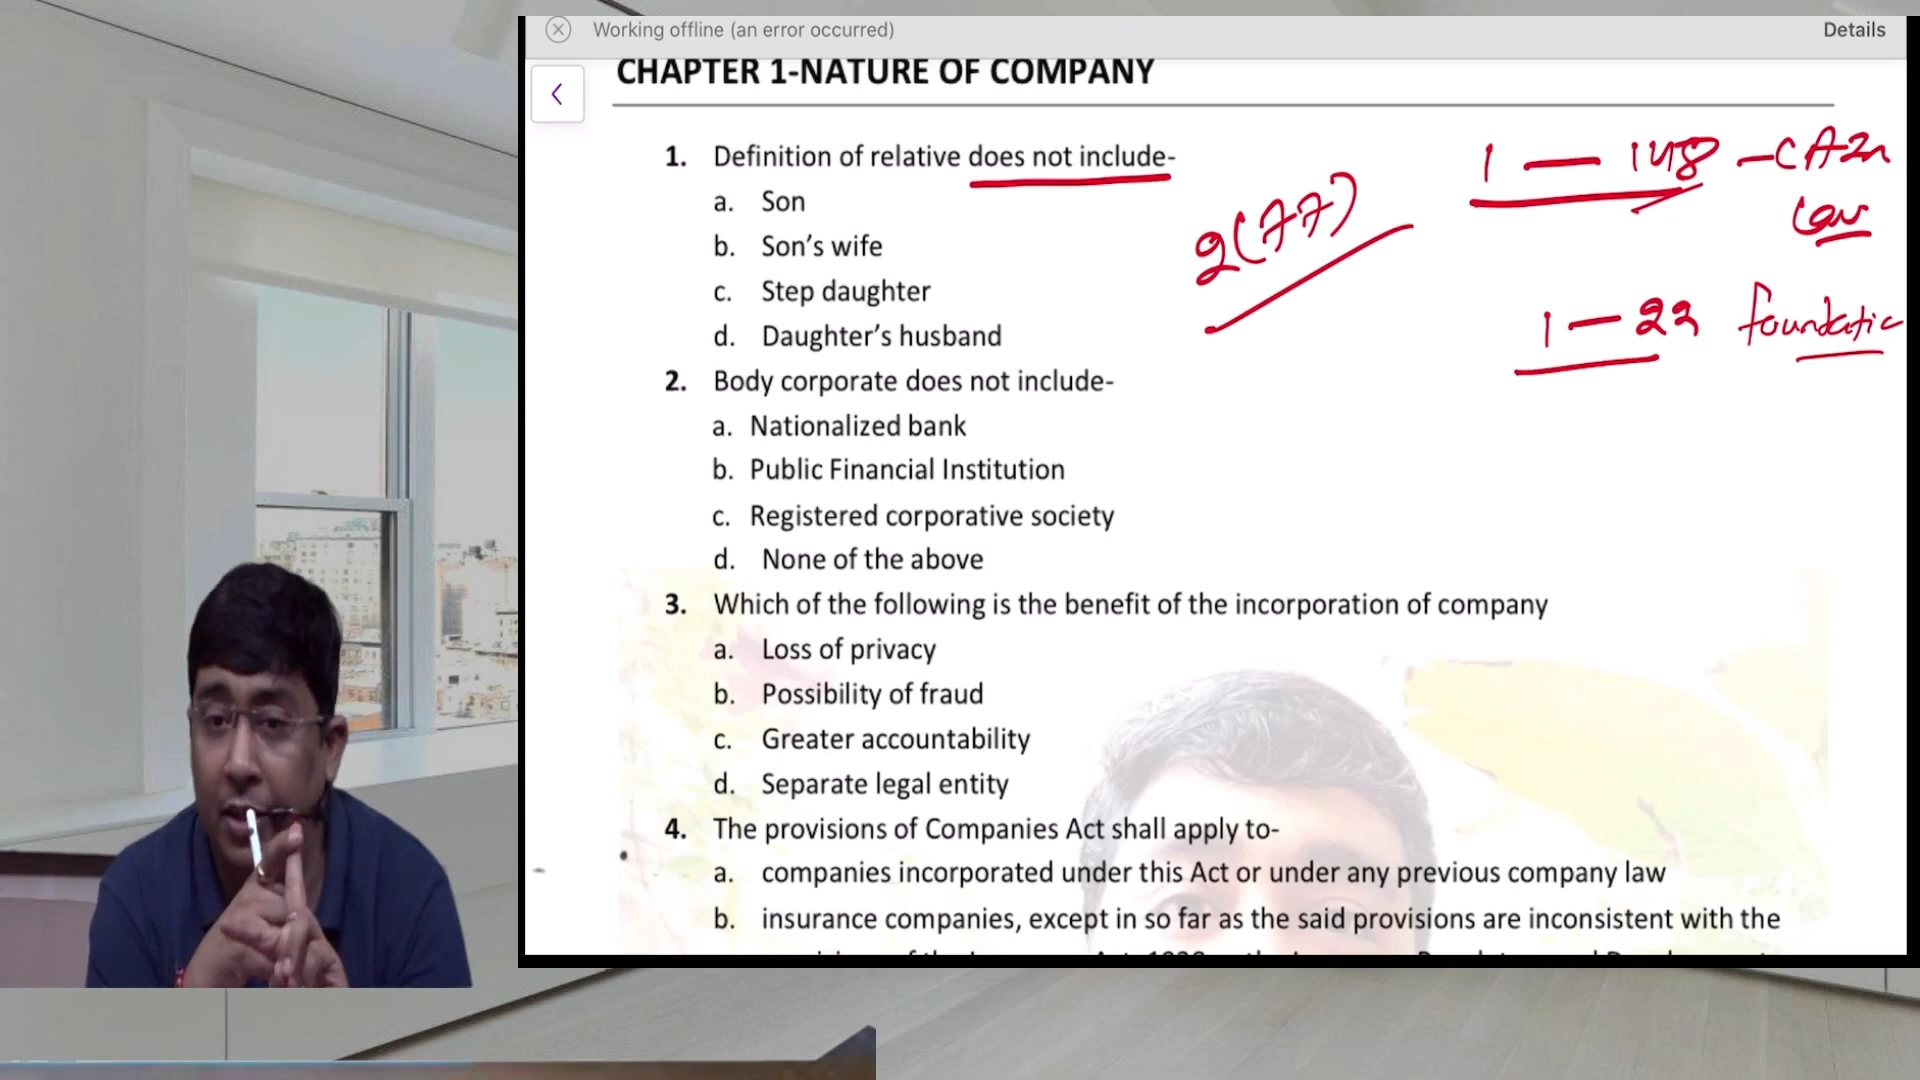 Working offline (an error occurred)
Details
CHAPTER 1-NATURE OF COMPANY
1. Definition of relative does not include-
a. Son
b. Son's wife
c. Step daughter
d. Daughter's husband
2(77)
1 — 148 - CA In
Law
1 — 22 foundatio
2. Body corporate does not include-
a. Nationalized bank
b. Public Financial Institution
c. Registered corporative society
d. None of the above
3. Which of the following is the benefit of the incorporation of company
a. Loss of privacy
b. Possibility of fraud
c. Greater accountability
d. Separate legal entity
4. The provisions of Companies Act shall apply to-
a. companies incorporated under this Act or under any previous company law
b. insurance companies, except in so far as the said provisions are inconsistent with the